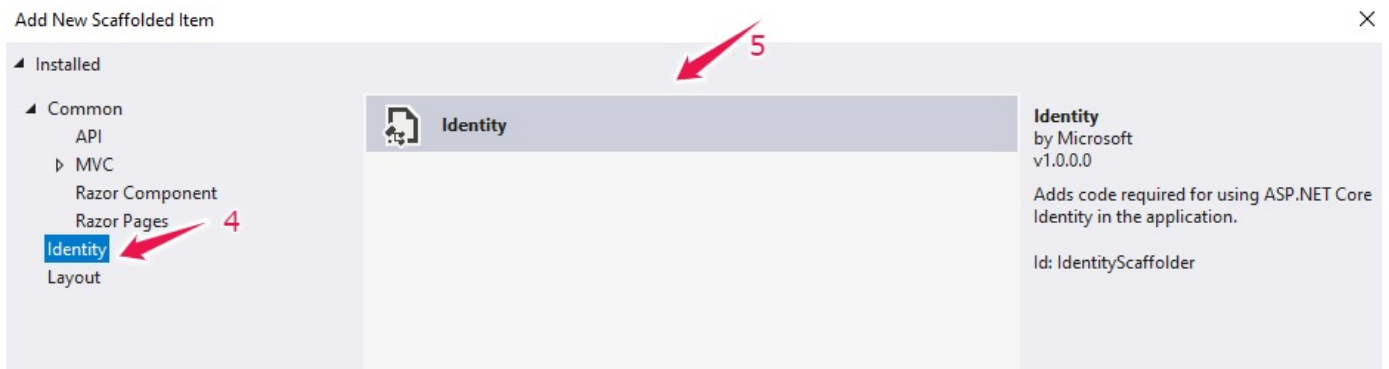 Add New Scaffolded Item
5
Installed
Common
API
MVC
Razor Component
Razor Pages
4
Identity
Layout
Identity
Identity
by Microsoft
v1.0.0.0
Adds code required for using ASP.NET Core
Identity in the application.
Id: IdentityScaffolder